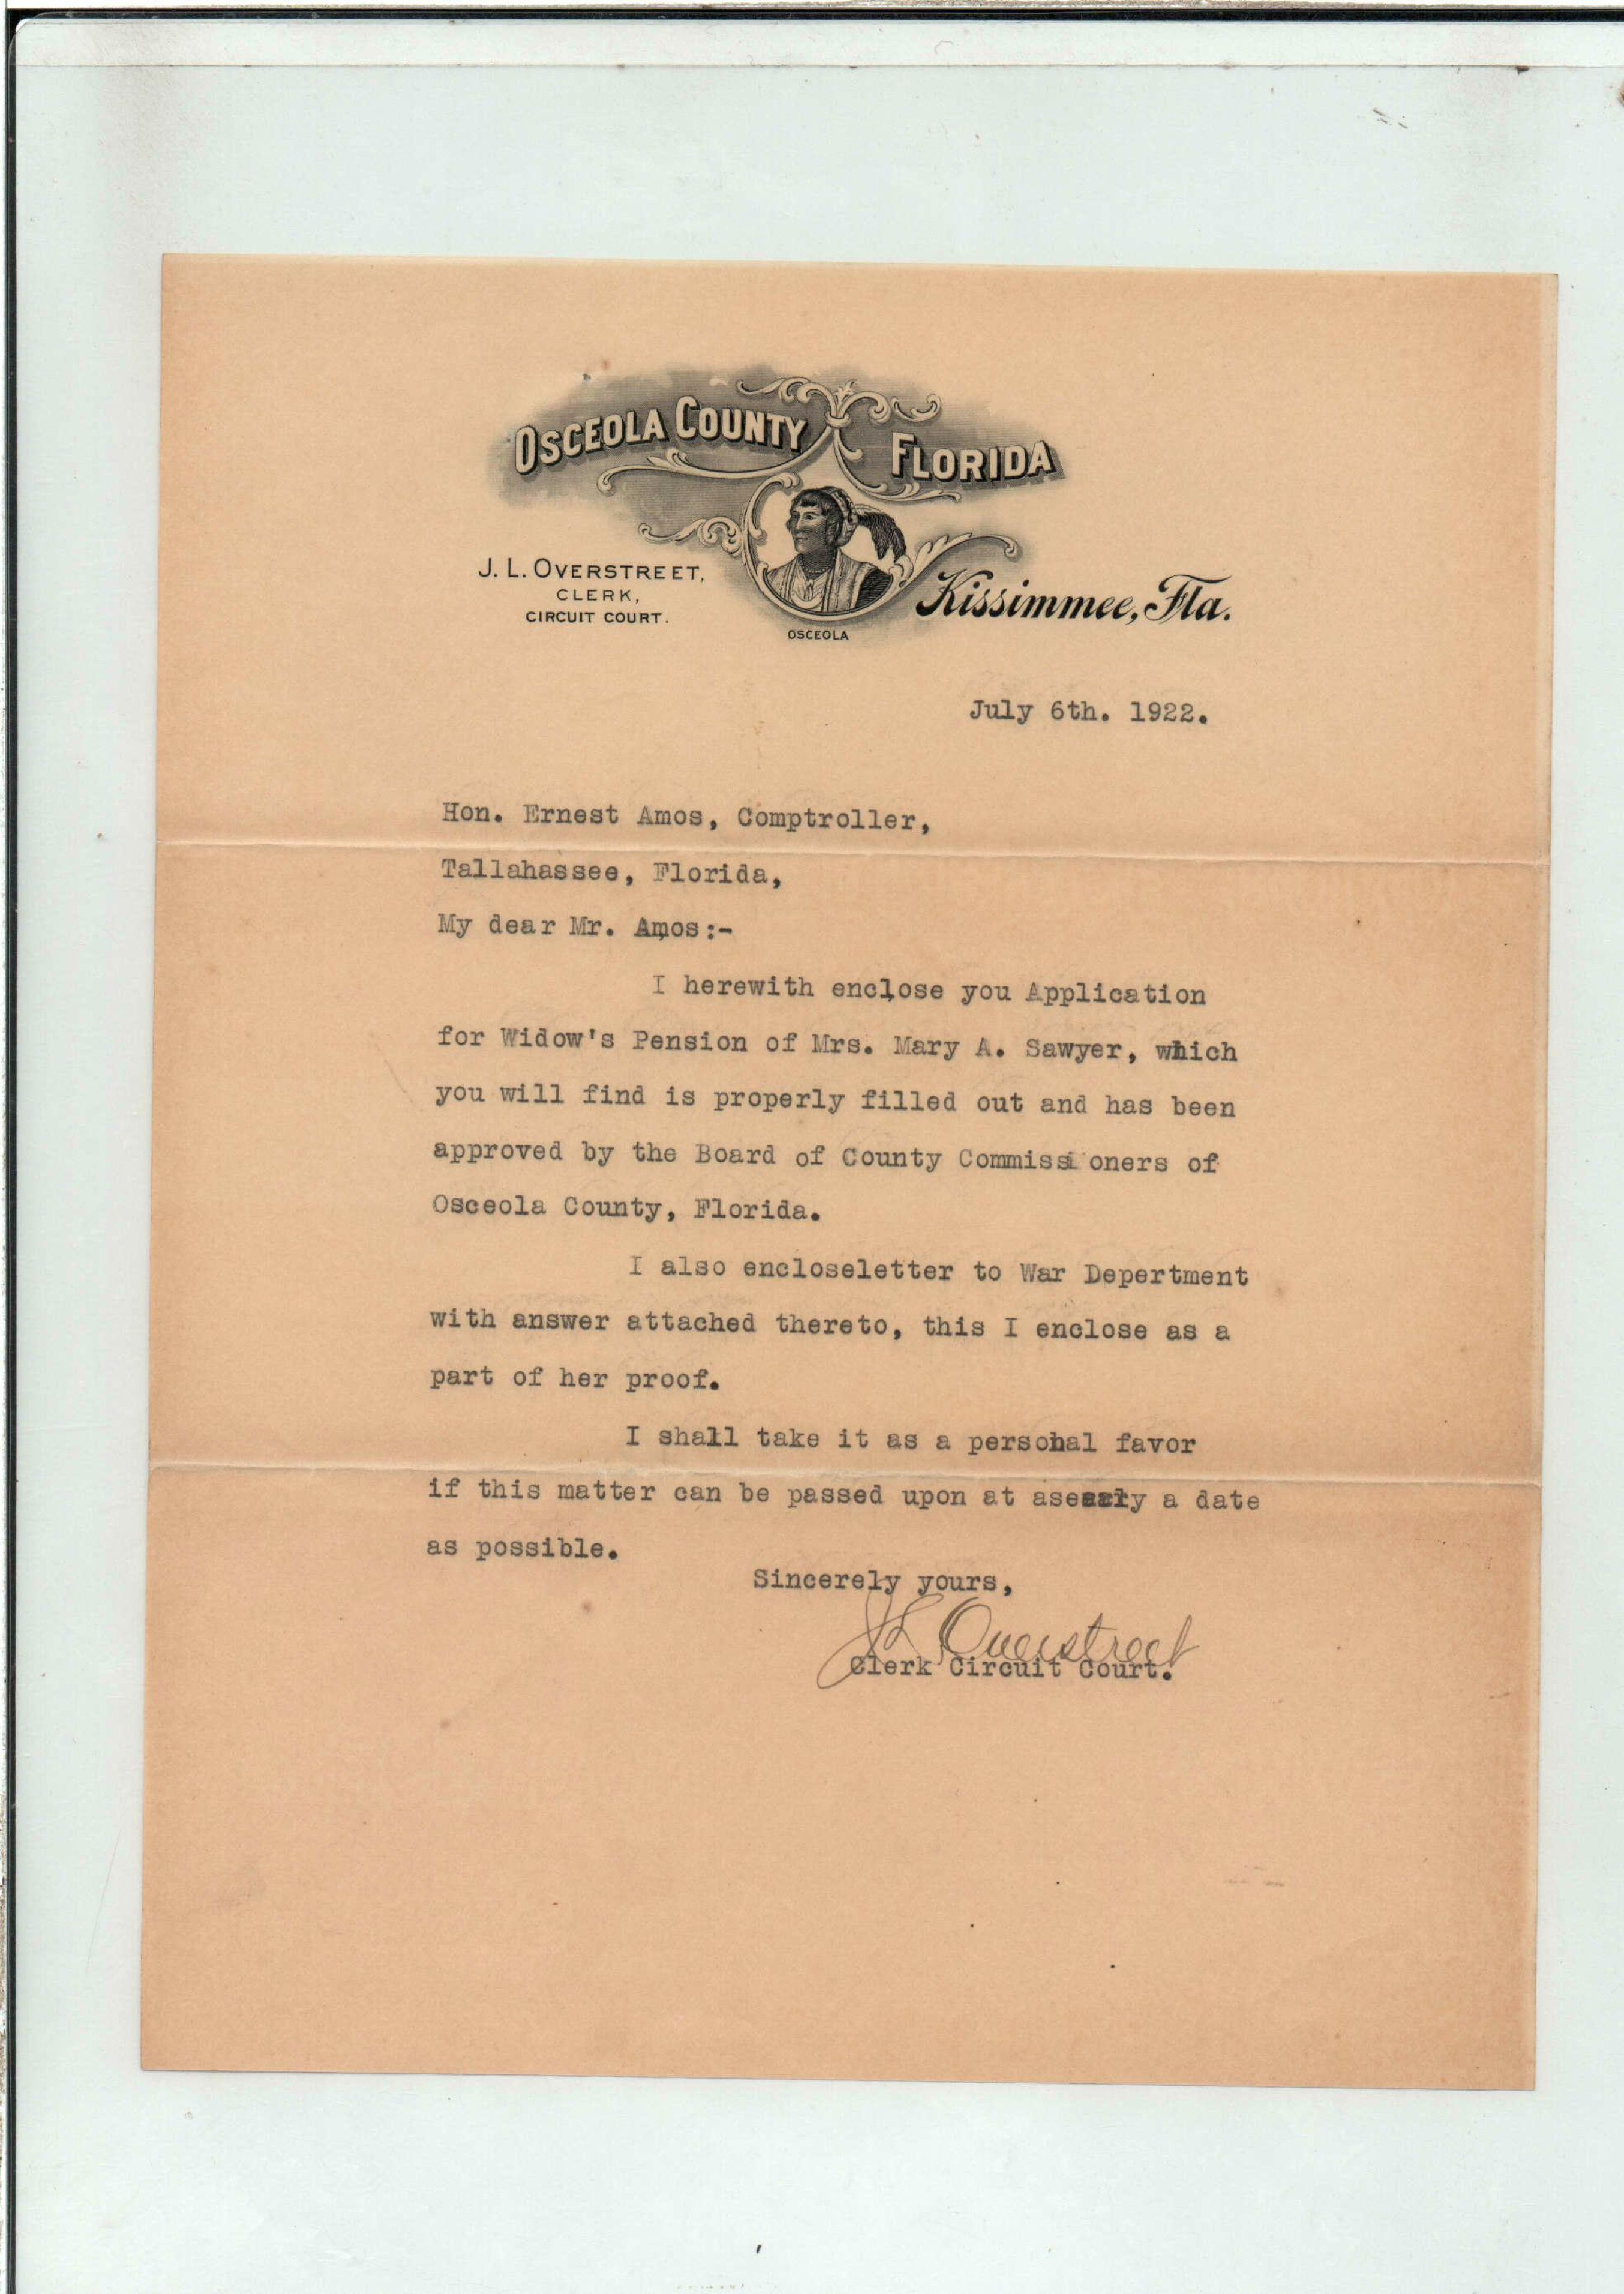 OSCEOLA COUNTY FLORIDA
J. L. OVERSTREET,
CLERK,
CIRCUIT COURT.
OSCEOLA
Kissimmee, Fla.
July 6th. 1922.
Hon. Ernest Amos, Comptroller,
Tallahassee, Florida,
My dear Mr. Amos:-
I herewith enclose you Application
for Widow's Pension of Mrs. Mary A. Sawyer, which
you will find is properly filled out and has been
approved by the Board of County Commissioners of
Osceola County, Florida.
I also encloseletter to War Depertment
with answer attached thereto, this I enclose as a
part of her proof.
I shall take it as a personal favor
if this matter can be passed upon at asearly a date
as possible.
Sincerely yours,
J L Overstreet
Clerk Circuit Court.